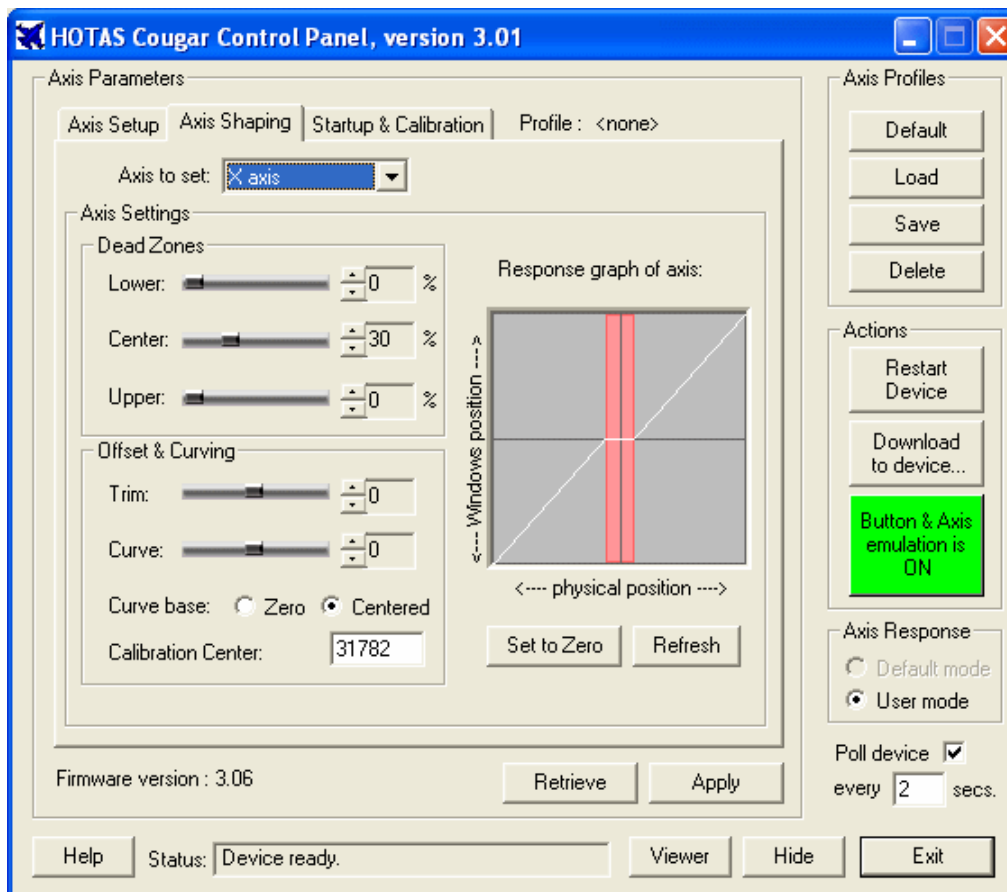 HOTAS Cougar Control Panel, version 3.01
Axis Parameters
Axis Setup
Axis Shaping
Startup & Calibration
Profile : <none>
Axis to set:
X axis
Axis Settings
Dead Zones
Lower:
0
%
Center:
30
%
Upper:
0
%
Offset & Curving
Trim:
0
Curve:
0
Curve base:
Zero
Centered
Calibration Center:
31782
Response graph of axis:
<--- Windows position --->
<---- physical position ---->
Set to Zero
Refresh
Firmware version : 3.06
Retrieve
Apply
Axis Profiles
Default
Load
Save
Delete
Actions
Restart
Device
Download
to device...
Button & Axis
emulation is
ON
Axis Response
Default mode
User mode
Poll device
every
2
secs.
Help
Status:
Device ready.
Viewer
Hide
Exit